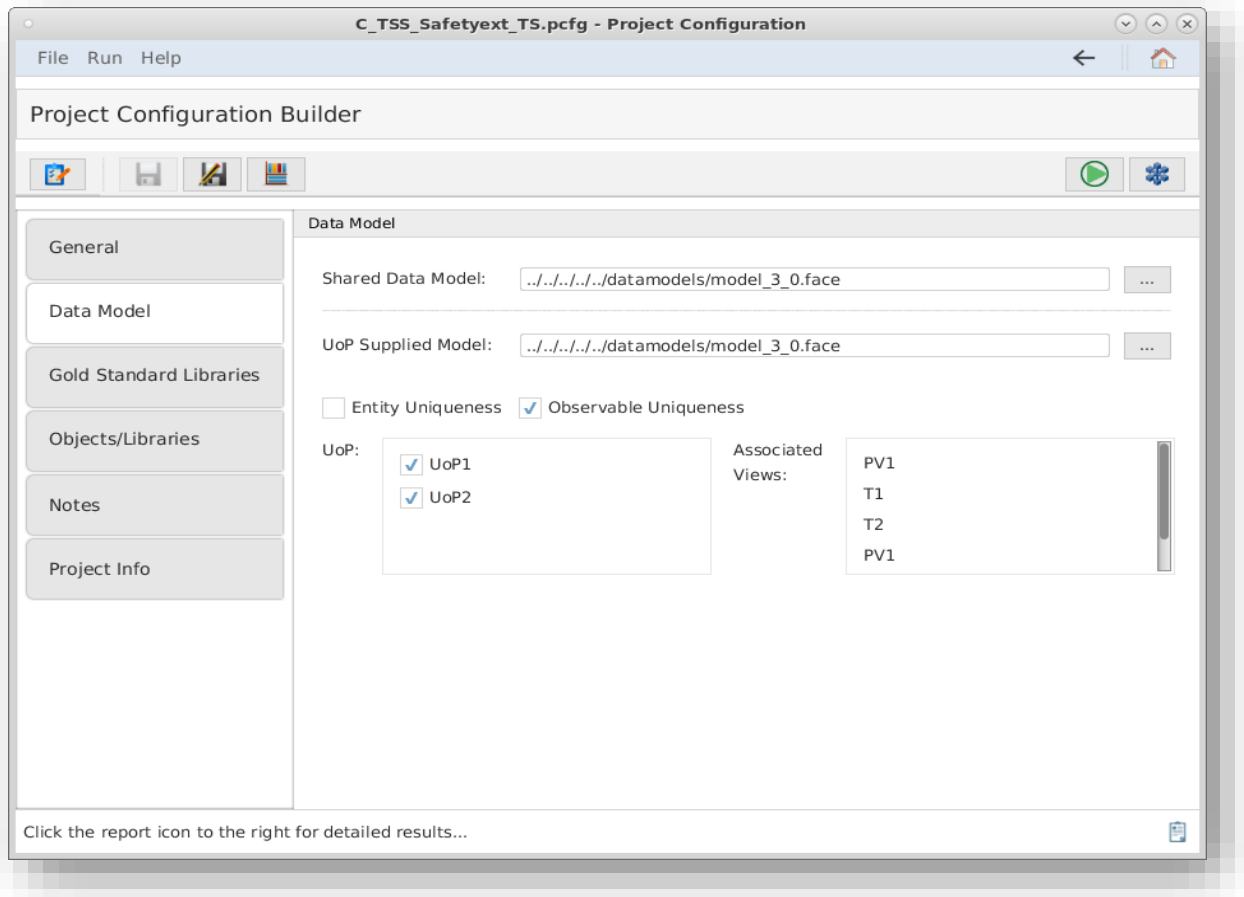 C_TSS_Safetyext_TS.pcfg - Project Configuration
File Run Help
Project Configuration Builder
General
Data Model
Gold Standard Libraries
Objects/Libraries
Notes
Project Info
Data Model
Shared Data Model: ../../../../../datamodels/model_3_0.face ...
UoP Supplied Model: ../../../../../datamodels/model_3_0.face ...
Entity Uniqueness Observable Uniqueness
UoP:
UoP1
UoP2
Associated
Views:
PV1
T1
T2
PV1
Click the report icon to the right for detailed results...